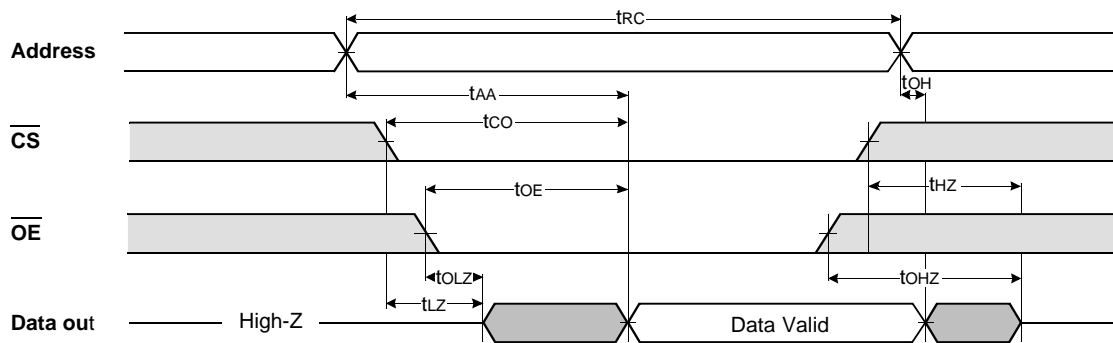 tRC
Address
tOH
tAA
CS
tCO
tHZ
tOE
OE
tOLZ
tOHZ
tLZ
Data out
High-Z
Data Valid